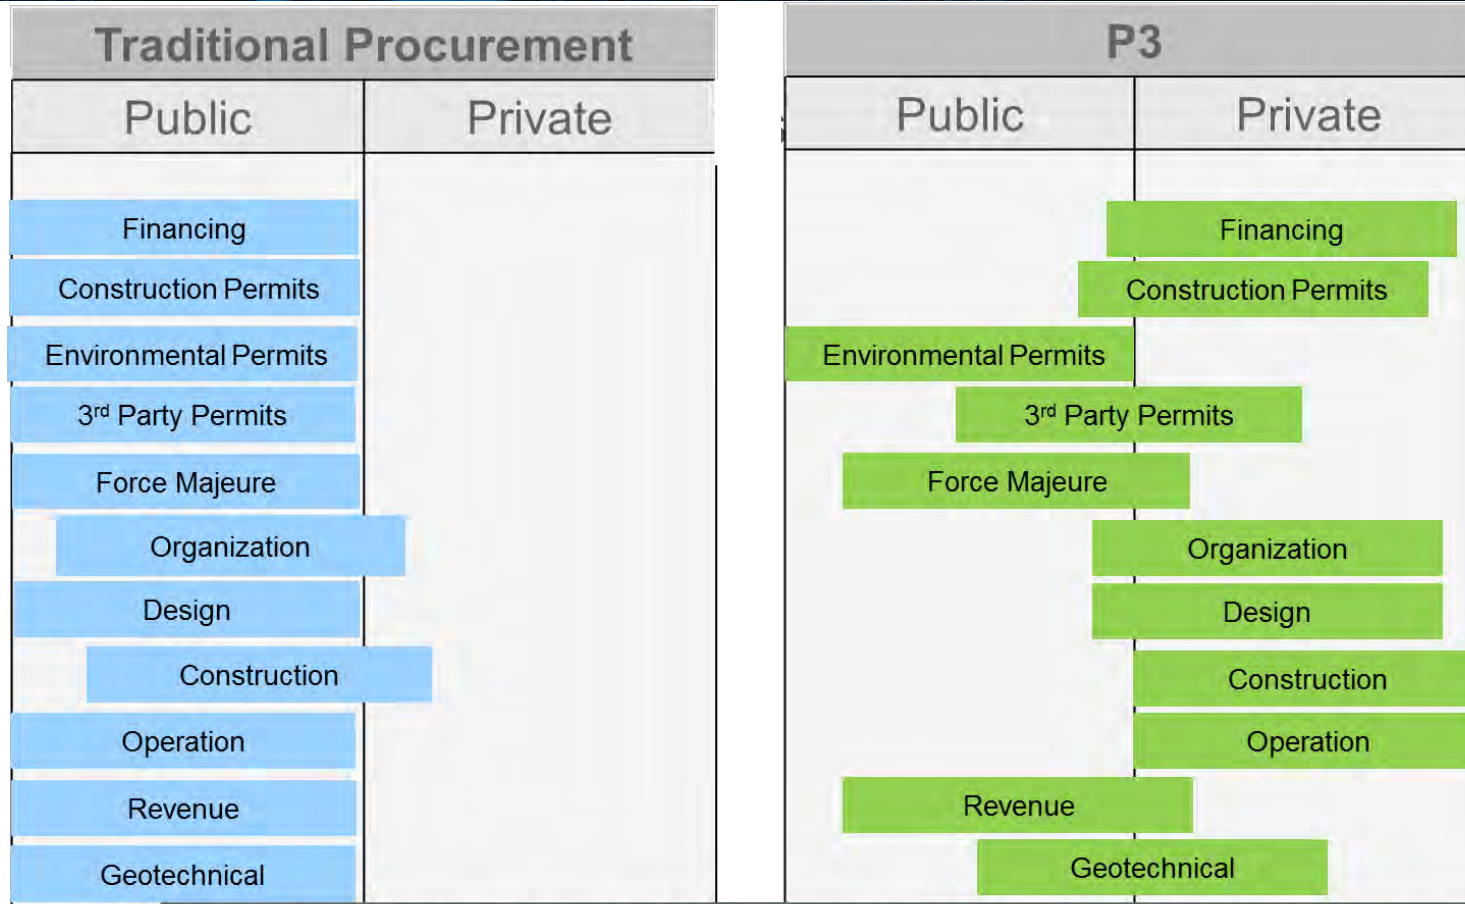 Traditional Procurement
Public
Private
Financing
Construction Permits
Environmental Permits
3rd Party Permits
Force Majeure
Organization
Design
Construction
Operation
Revenue
Geotechnical
P3
Public
Private
Financing
Construction Permits
Environmental Permits
3rd Party Permits
Force Majeure
Organization
Design
Construction
Operation
Revenue
Geotechnical